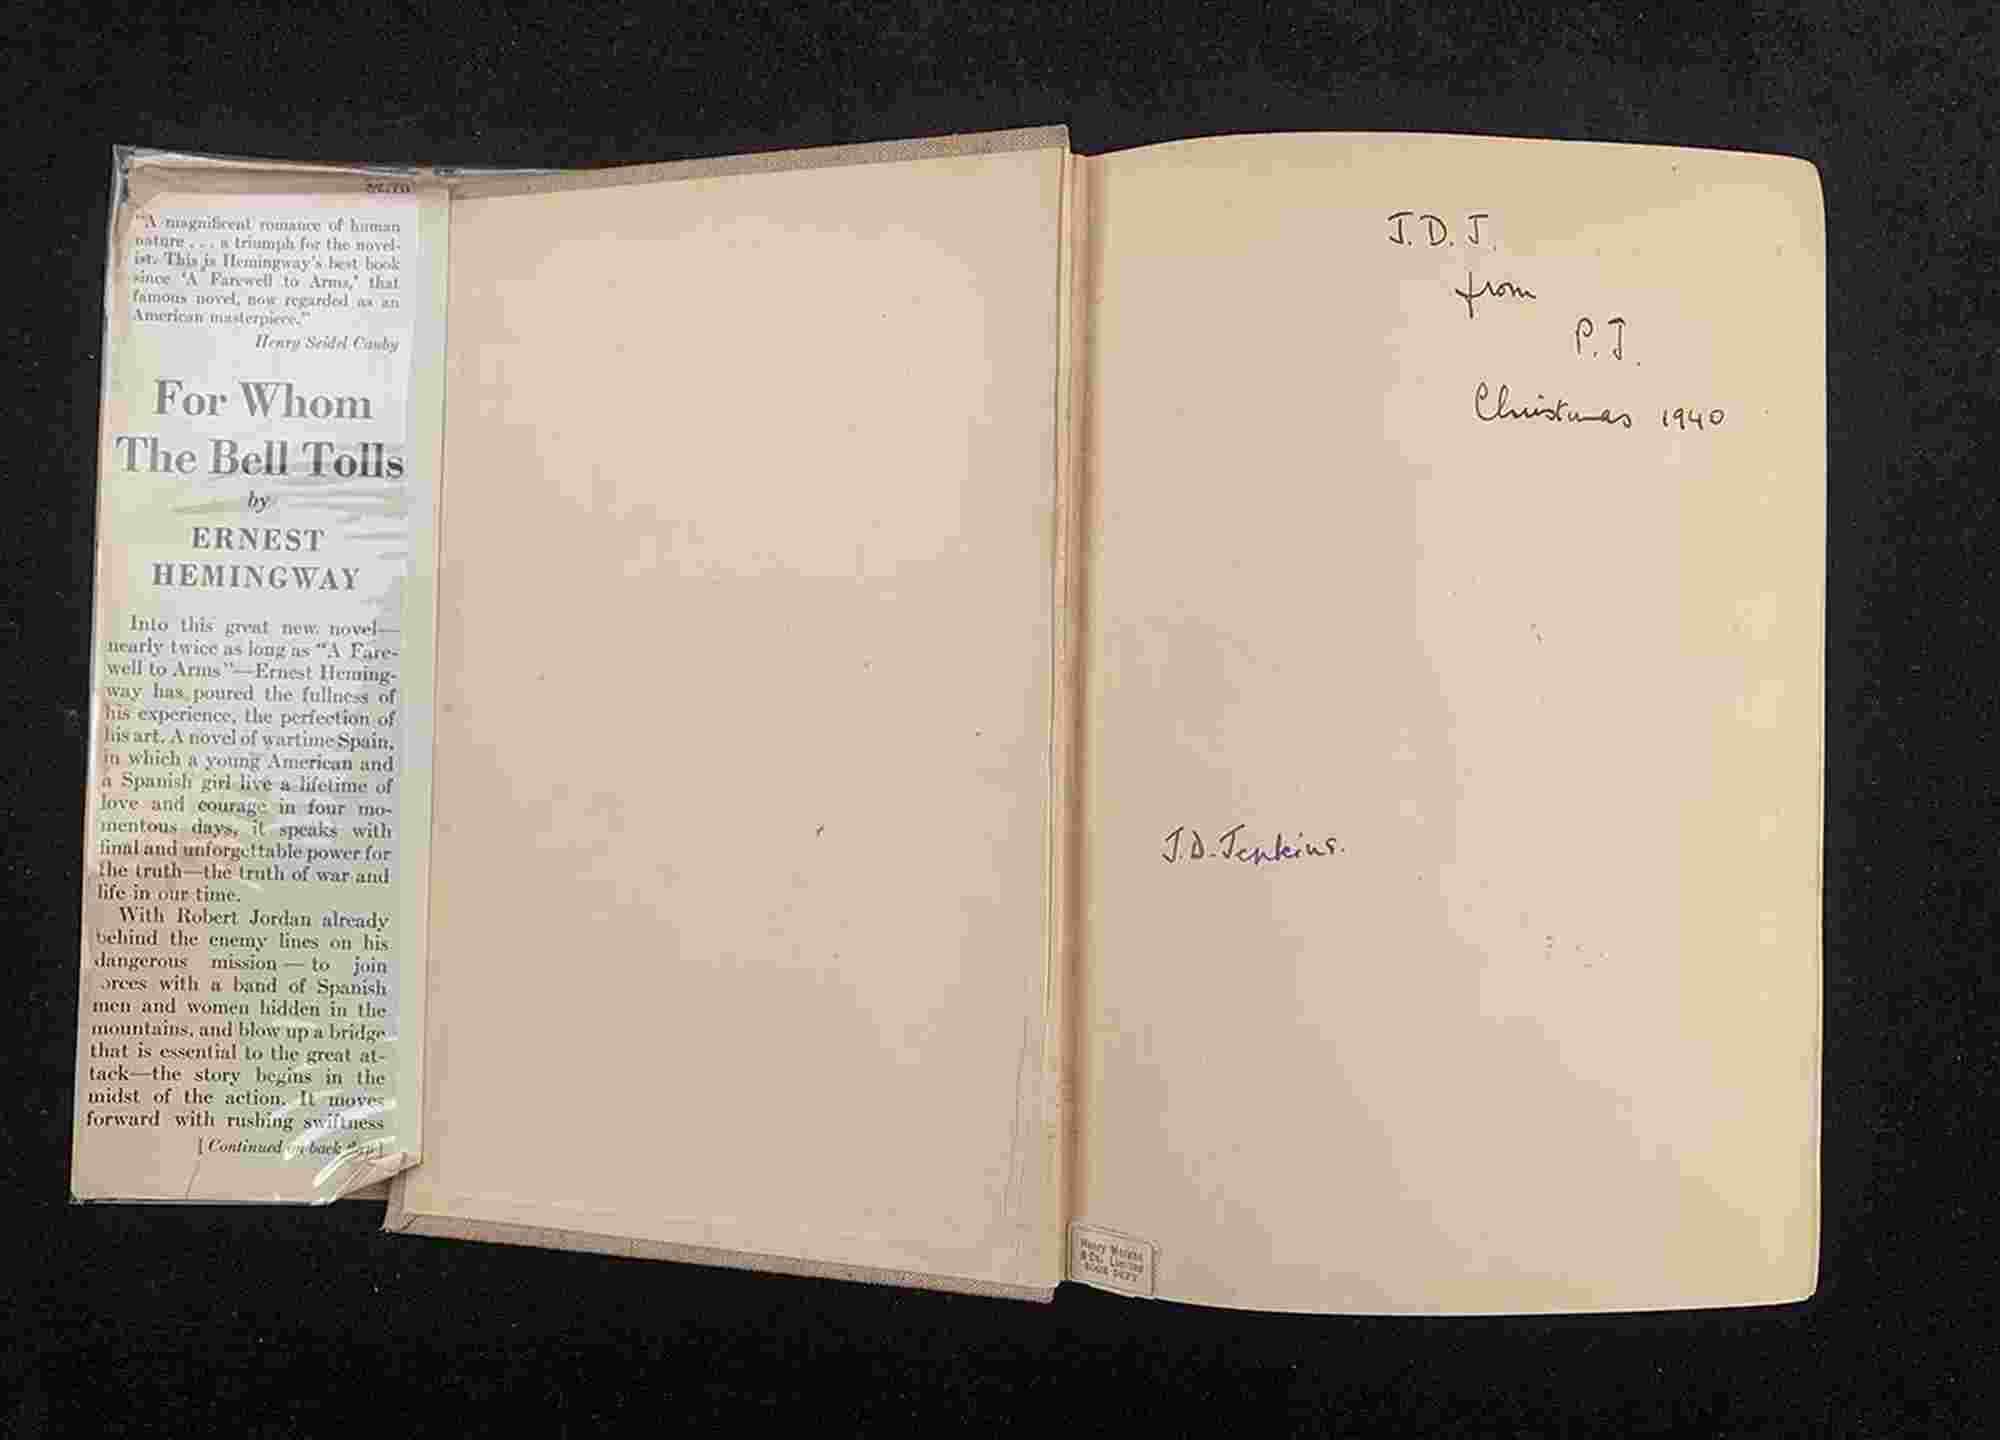 "A magnificent romance of human
nature . . . a triumph for the novel-
ist. This is Hemingway's best book
since 'A Farewell to Arms,' that
famous novel, now regarded as an
American masterpiece."
Henry Seidel Canby
For Whom
The Bell Tolls
by
ERNEST
HEMINGWAY
Into this great new novel—
nearly twice as long as "A Fare-
well to Arms"—Ernest Heming-
way has poured the fullness of
his experience, the perfection of
his art. A novel of wartime Spain,
in which a young American and
a Spanish girl live a lifetime of
love and courage in four mo-
mentous days, it speaks with
final and unforgettable power for
the truth—the truth of war and
life in our time.
With Robert Jordan already
behind the enemy lines on his
dangerous mission — to join
orces with a band of Spanish
men and women hidden in the
mountains, and blow up a bridge
that is essential to the great at-
tack—the story begins in the
midst of the action. It moves
forward with rushing swiftness
[Continued on back flap]
J.D.J.
from
P.J.
Christmas 1940
J.D. Jenkins.
Henry
& Co. Limited
BOOK DEPT